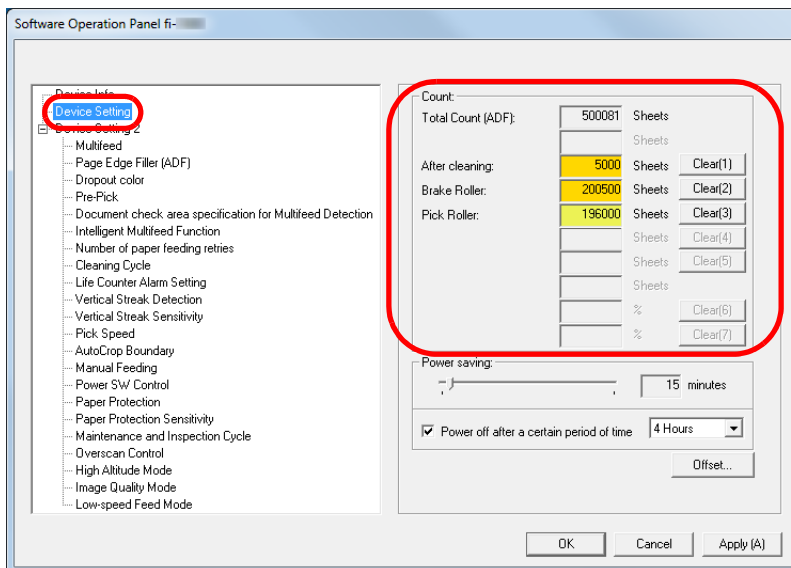 Software Operation Panel fi-
Device Info
Device Setting
Device Setting 2
Multifeed
Page Edge Filler (ADF)
Dropout color
Pre-Pick
Document check area specification for Multifeed Detection
Intelligent Multifeed Function
Number of paper feeding retries
Cleaning Cycle
Life Counter Alarm Setting
Vertical Streak Detection
Vertical Streak Sensitivity
Pick Speed
AutoCrop Boundary
Manual Feeding
Power SW Control
Paper Protection
Paper Protection Sensitivity
Maintenance and Inspection Cycle
Overscan Control
High Altitude Mode
Image Quality Mode
Low-speed Feed Mode
Count:
Total Count (ADF): 500081 Sheets
Sheets
After cleaning: 5000 Sheets Clear(1)
Brake Roller: 200500 Sheets Clear(2)
Pick Roller: 196000 Sheets Clear(3)
Sheets Clear(4)
Sheets Clear(5)
Sheets
% Clear(6)
% Clear(7)
Power saving:
15 minutes
Power off after a certain period of time 4 Hours
Offset...
OK Cancel Apply (A)